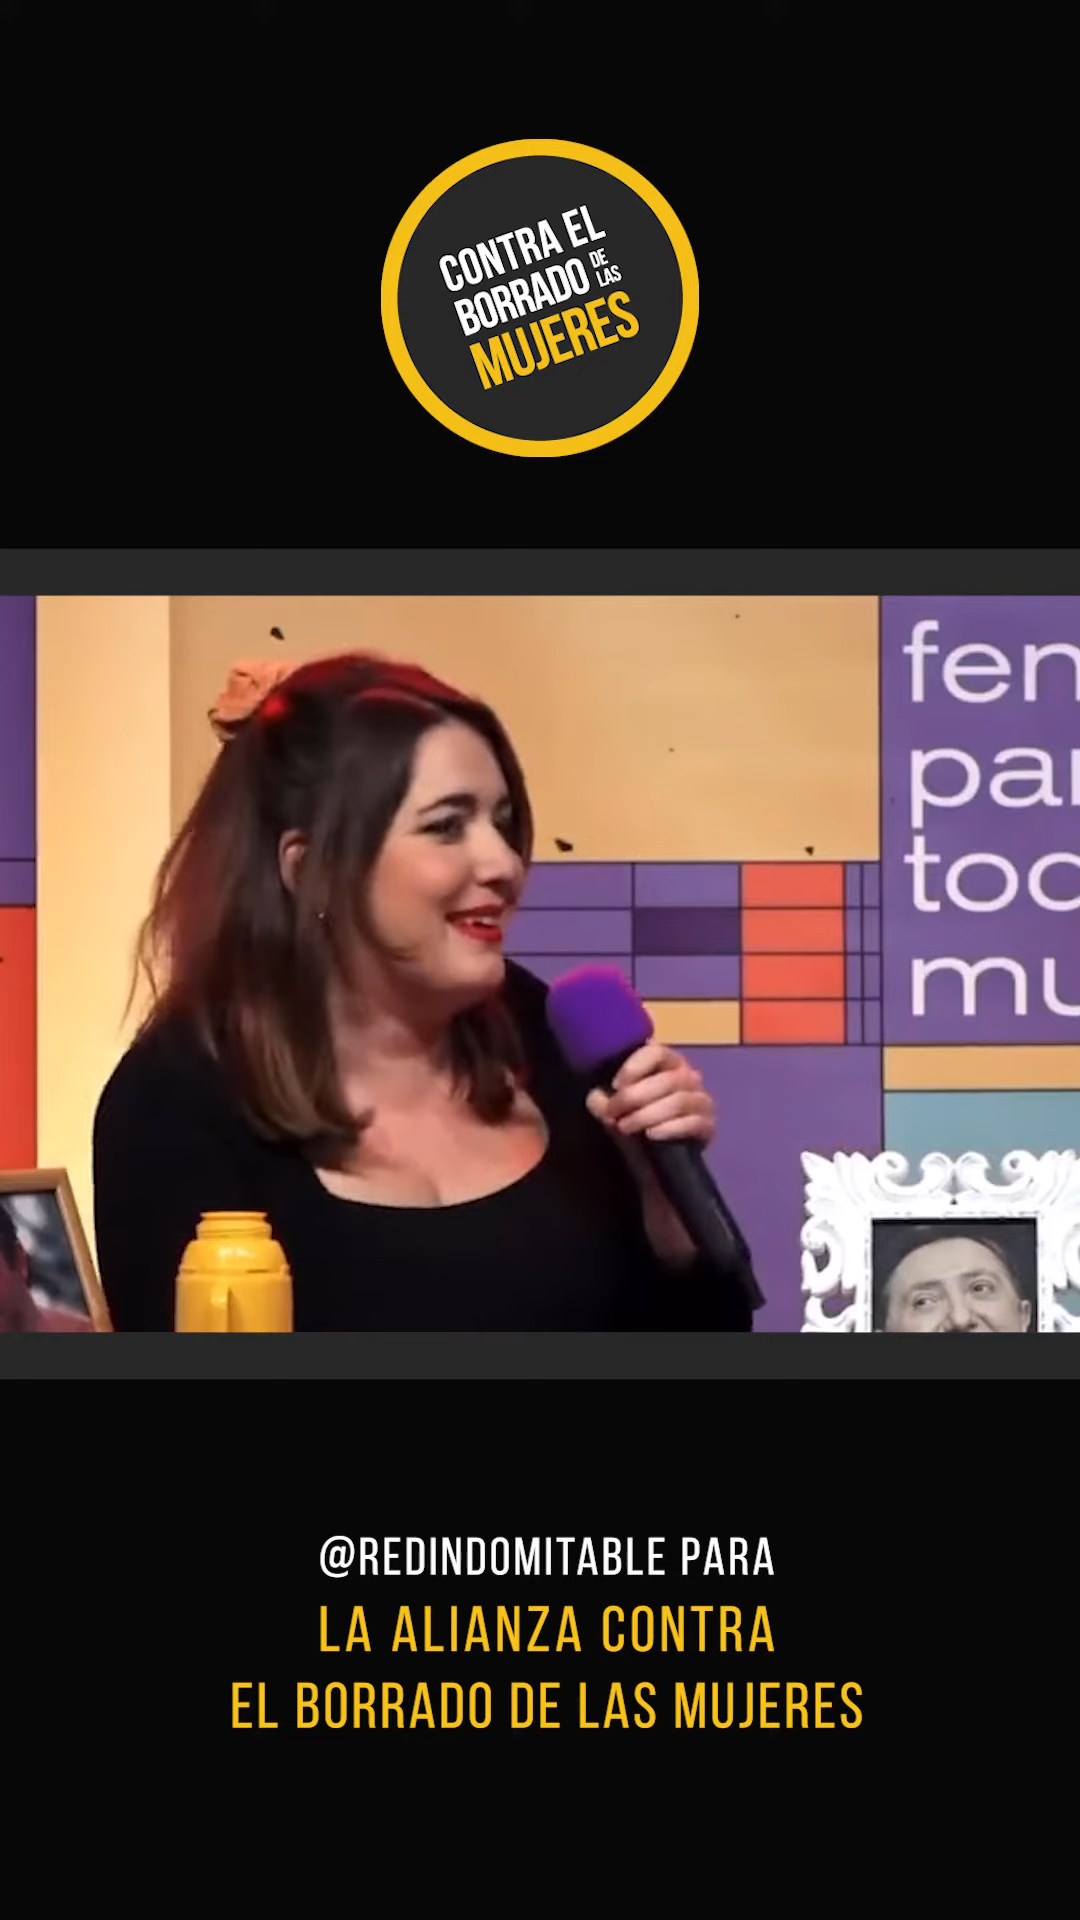 CONTRA EL
BORRADO DE LAS
MUJERES
fen
par
tod
mu
@REDINDOMITABLE PARA
LA ALIANZA CONTRA
EL BORRADO DE LAS MUJERES